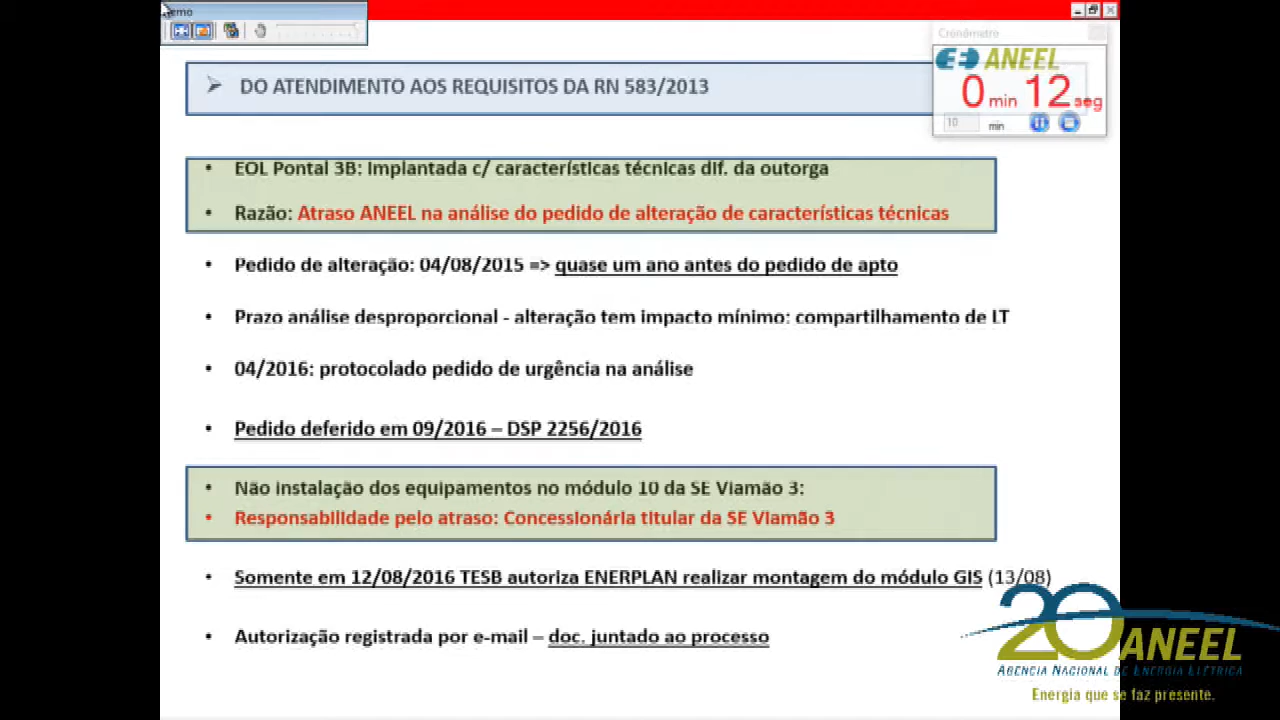 Demo
Cronômetro
ANEEL
0 min 12 seg
10 min
DO ATENDIMENTO AOS REQUISITOS DA RN 583/2013
• EOL Pontal 3B: Implantada c/ características técnicas dif. da outorga
• Razão: Atraso ANEEL na análise do pedido de alteração de características técnicas
• Pedido de alteração: 04/08/2015 => quase um ano antes do pedido de apto
• Prazo análise desproporcional - alteração tem impacto mínimo: compartilhamento de LT
• 04/2016: protocolado pedido de urgência na análise
• Pedido deferido em 09/2016 – DSP 2256/2016
• Não instalação dos equipamentos no módulo 10 da SE Viamão 3:
• Responsabilidade pelo atraso: Concessionária titular da SE Viamão 3
• Somente em 12/08/2016 TESB autoriza ENERPLAN realizar montagem do módulo GIS (13/08)
• Autorização registrada por e-mail – doc. juntado ao processo
20 ANEEL
AGÊNCIA NACIONAL DE ENERGIA ELÉTRICA
Energia que se faz presente.